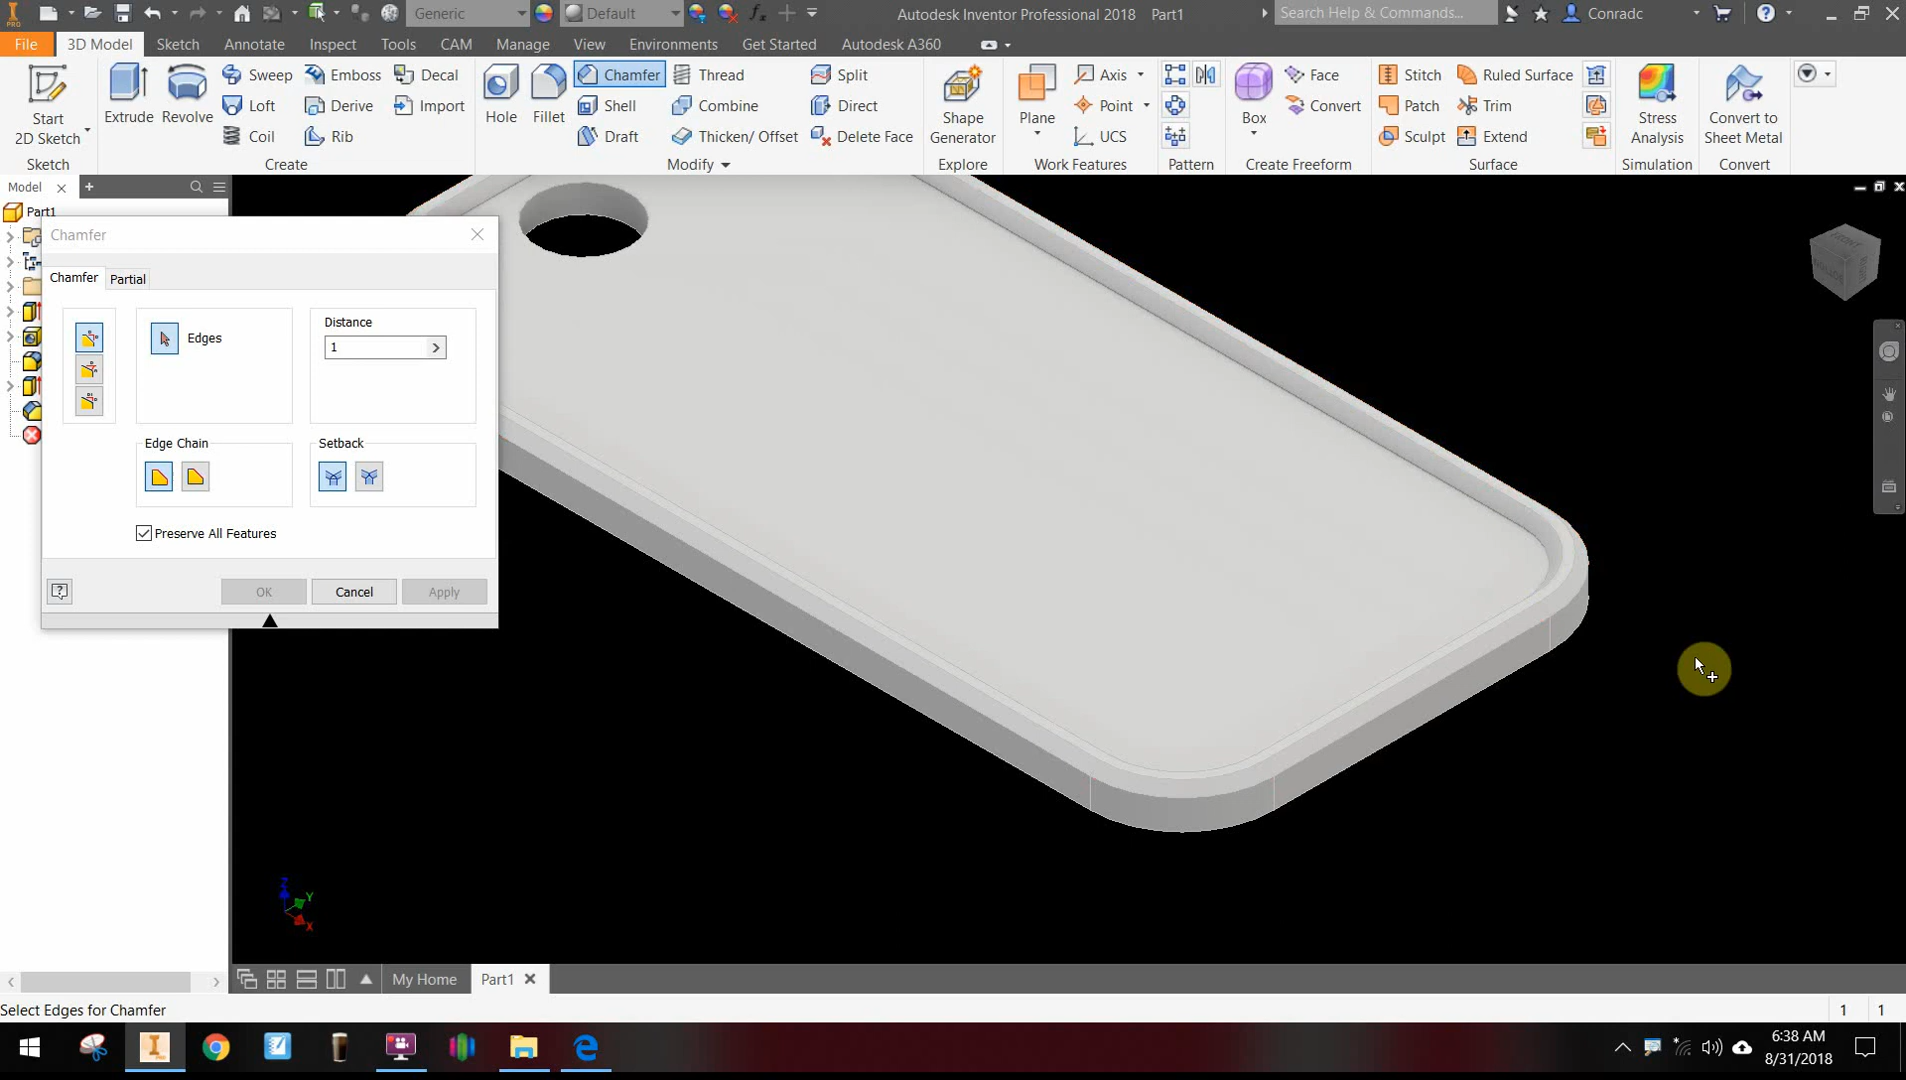 Generic
Default
Autodesk Inventor Professional 2018 Part1
Search Help & Commands...
Conradc
File
3D Model
Sketch
Annotate
Inspect
Tools
CAM
Manage
View
Environments
Get Started
Autodesk A360
Start
2D Sketch
Sketch
Extrude
Revolve
Sweep
Loft
Coil
Emboss
Derive
Rib
Decal
Import
Create
Hole
Fillet
Chamfer
Shell
Draft
Thread
Combine
Thicken/ Offset
Split
Direct
Delete Face
Modify
Shape
Generator
Explore
Plane
Axis
Point
UCS
Work Features
Pattern
Box
Face
Convert
Create Freeform
Stitch
Patch
Sculpt
Ruled Surface
Trim
Extend
Surface
Stress
Analysis
Simulation
Convert to
Sheet Metal
Convert
Model
Part1
Chamfer
Chamfer
Partial
Edges
Distance
1
Edge Chain
Setback
Preserve All Features
OK
Cancel
Apply
FRONT
Z
Y
X
My Home
Part1
Select Edges for Chamfer
1
1
6:38 AM
8/31/2018